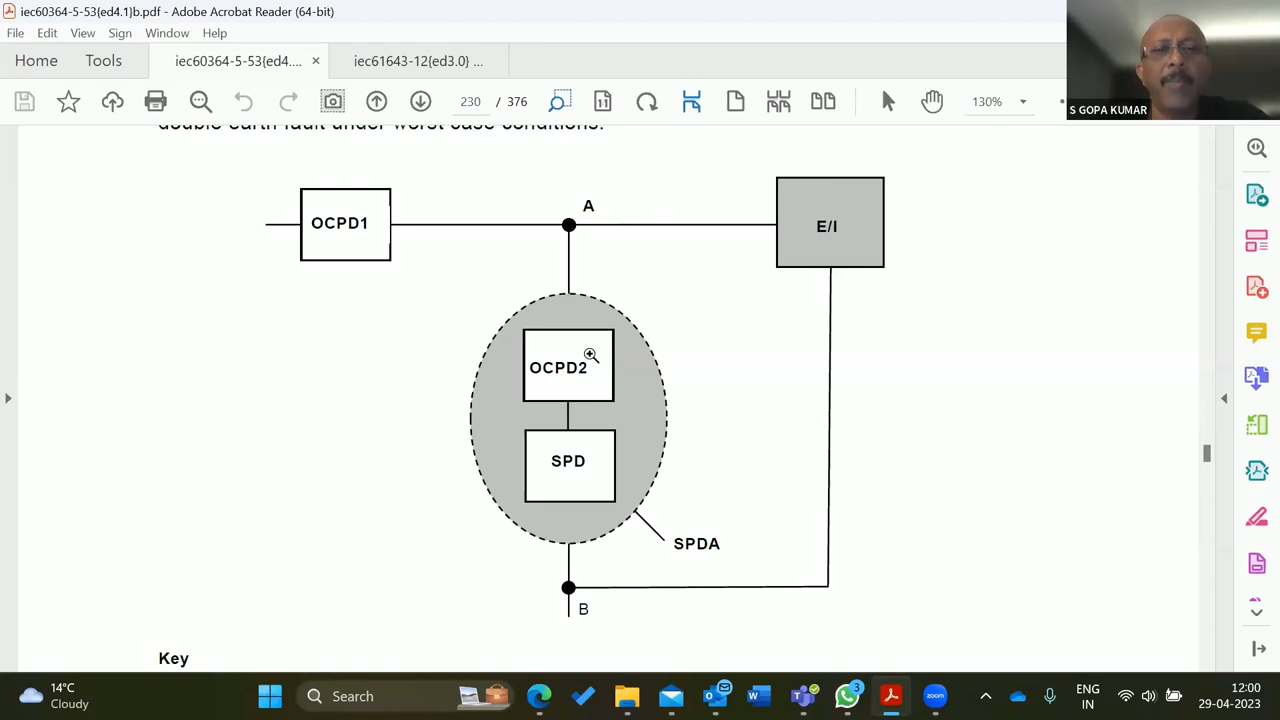 iec60364-5-53{ed4.1}b.pdf - Adobe Acrobat Reader (64-bit)
File Edit View Sign Window Help
Home Tools iec60364-5-53{ed4.... × iec61643-12{ed3.0} ...
230 / 376 130%
S GOPA KUMAR
double earth fault under worst case conditions.
A
OCPD1
E/I
OCPD2
SPD
SPDA
B
Key
14°C
Cloudy
Search
3
ENG
IN
12:00
29-04-2023